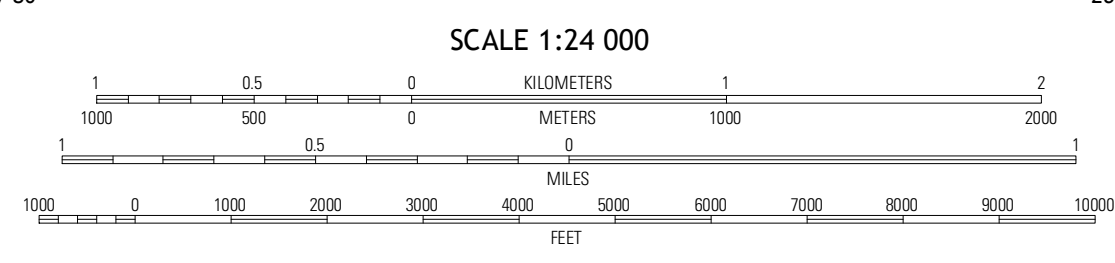 SCALE 1:24 000
1 0.5 0 KILOMETERS 1 2
1000 500 0 METERS 1000 2000
1 0.5 0 1
MILES
1000 0 1000 2000 3000 4000 5000 6000 7000 8000 9000 10000
FEET